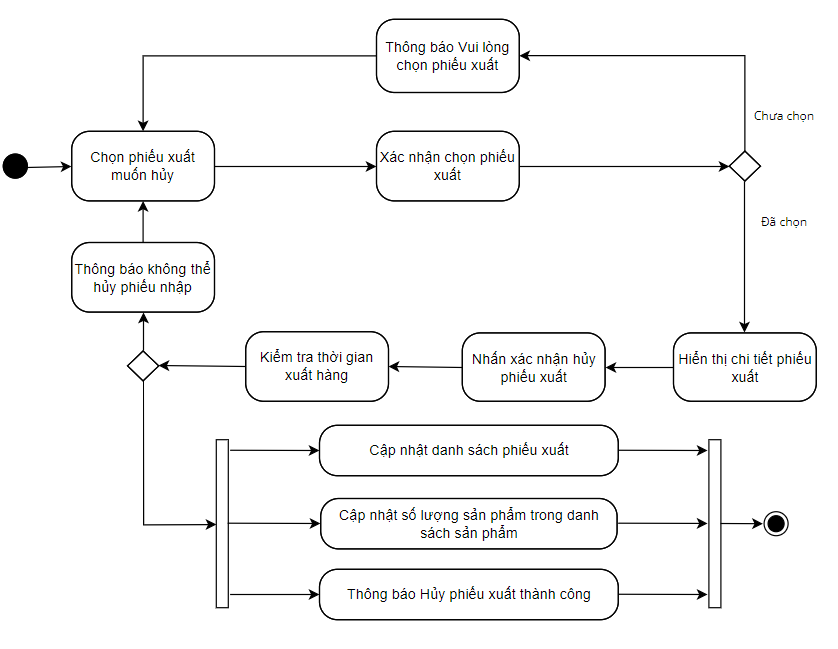 Thông báo Vui lòng
chọn phiếu xuất
Chưa chọn
Chọn phiếu xuất
muốn hủy
Xác nhận chọn phiếu
xuất
Đã chọn
Thông báo không thể
hủy phiếu nhập
Kiểm tra thời gian
xuất hàng
Nhấn xác nhận hủy
phiếu xuất
Hiển thị chi tiết phiếu
xuất
Cập nhật danh sách phiếu xuất
Cập nhật số lượng sản phẩm trong danh
sách sản phẩm
Thông báo Hủy phiếu xuất thành công